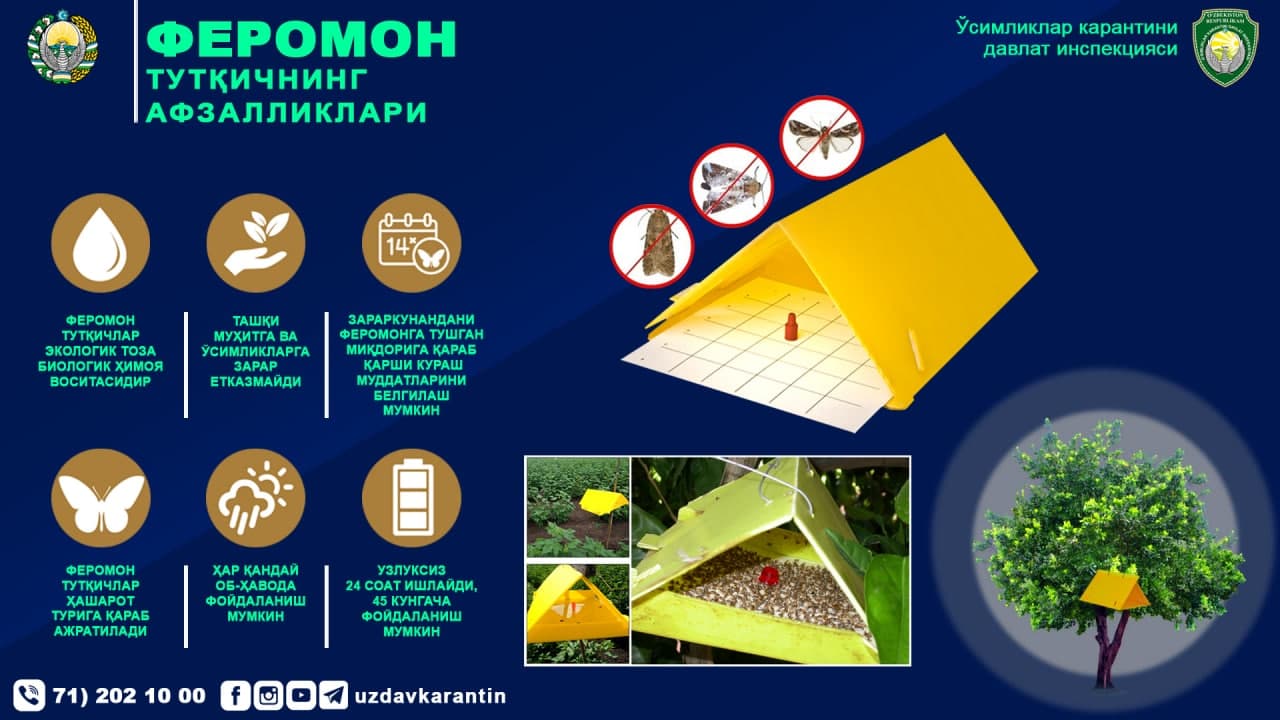 ФЕРОМОН
ТУТҚИЧНИНГ
АФЗАЛЛИКЛАРИ
Ўсимликлар карантини
давлат инспекцияси
O'ZBEKISTON
RESPUBLIKASI
14x
ФЕРОМОН
ТУТҚИЧЛАР
ЭКОЛОГИК ТОЗА
БИОЛОГИК ҲИМОЯ
ВОСИТАСИДИР
ТАШҚИ
МУҲИТГА ВА
ЎСИМЛИКЛАРГА
ЗАРАР
ЕТКАЗМАЙДИ
ЗАРАРКУНАНДАНИ
ФЕРОМОНГА ТУШГАН
МИҚДОРИГА ҚАРАБ
ҚАРШИ КУРАШ
МУДДАТЛАРИНИ
БЕЛГИЛАШ
МУМКИН
ФЕРОМОН
ТУТҚИЧЛАР
ҲАШАРОТ
ТУРИГА ҚАРАБ
АЖРАТИЛАДИ
ҲАР ҚАНДАЙ
ОБ-ҲАВОДА
ФОЙДАЛАНИШ
МУМКИН
УЗЛУКСИЗ
24 СОАТ ИШЛАЙДИ,
45 КУНГАЧА
ФОЙДАЛАНИШ
МУМКИН
71) 202 10 00
uzdavkarantin